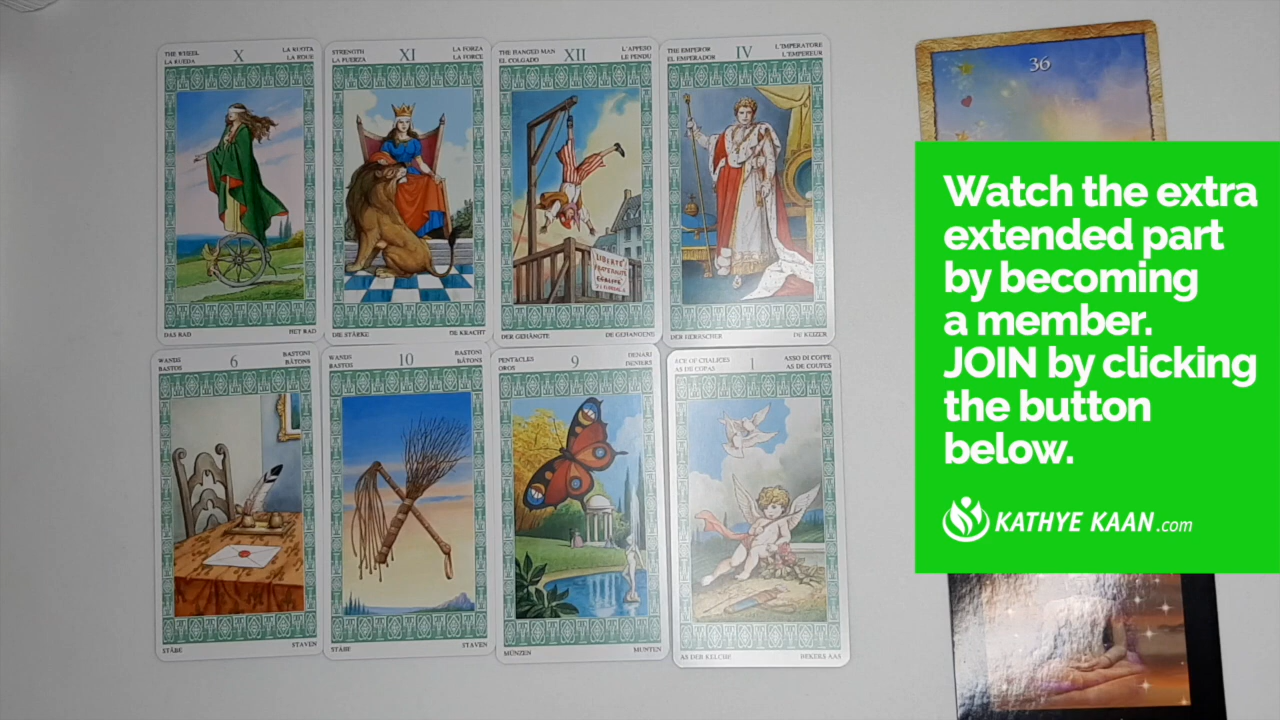 THE WHEEL
LA RUEDA
X
LA RUOTA
LA ROUE
DAS RAD
HET RAD
STRENGTH
LA FUERZA
XI
LA FORZA
LA FORCE
DIE STÄRKE
DE KRACHT
THE HANGED MAN
EL COLGADO
XII
L'APPESO
LE PENDU
LIBERTÉ
FRATERNITÉ
EGALITÉ
DER GEHÄNGTE
DE GEHANGENE
THE EMPEROR
EL EMPERADOR
IV
L'IMPERATORE
L'EMPEREUR
DER HERRSCHER
DE KEIZER
WANDS
BASTOS
6
BASTONI
BÂTONS
STÄBE
STAVEN
WANDS
BASTOS
10
BASTONI
BÂTONS
STÄBE
STAVEN
PENTACLES
OROS
9
DENARI
DENIERS
MÜNZEN
MUNTEN
ACE OF CHALICES
AS DE COPAS
1
ASSO DI COPPE
AS DE COUPES
AS DER KELCHE
BEKERS AAS
36
Watch the extra
extended part
by becoming
a member.
JOIN by clicking
the button
below.
KATHYE KAAN.com